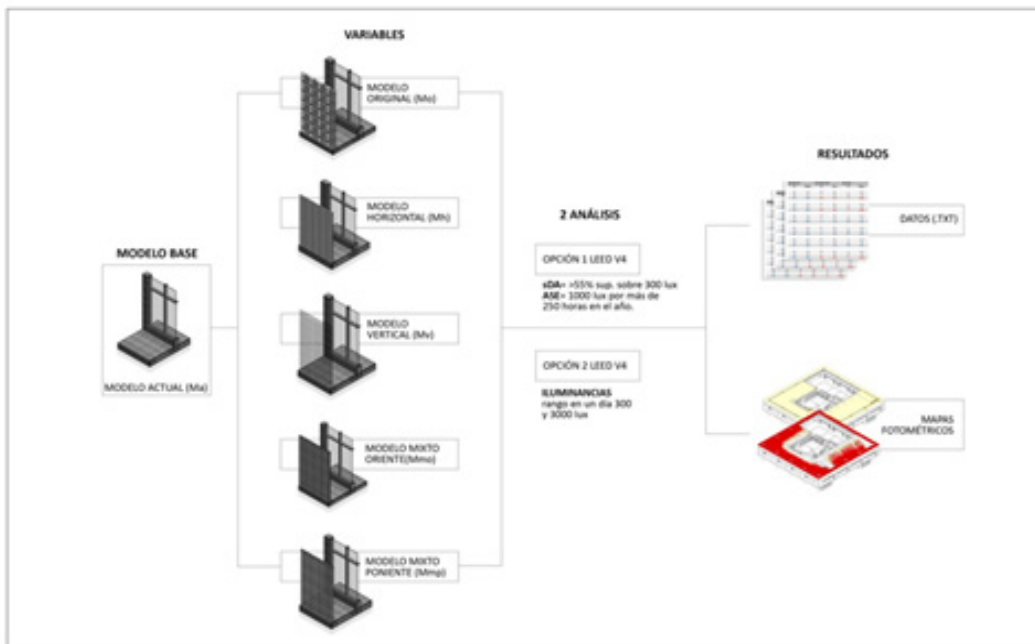 VARIABLES
MODELO
ORIGINAL (Mo)
MODELO
HORIZONTAL (Mh)
MODELO
VERTICAL (Mv)
MODELO MIXTO
ORIENTE(Mmo)
MODELO MIXTO
PONIENTE (Mmp)
MODELO BASE
MODELO ACTUAL (Ma)
2 ANÁLISIS
OPCIÓN 1 LEED V4
sDA= >55% sup. sobre 300 lux
ASE= 1000 lux por más de
250 horas en el año.
OPCIÓN 2 LEED V4
ILUMINANCIAS
rango en un día 300
y 3000 lux
RESULTADOS
DATOS (.TXT)
MAPAS
FOTOMÉTRICOS